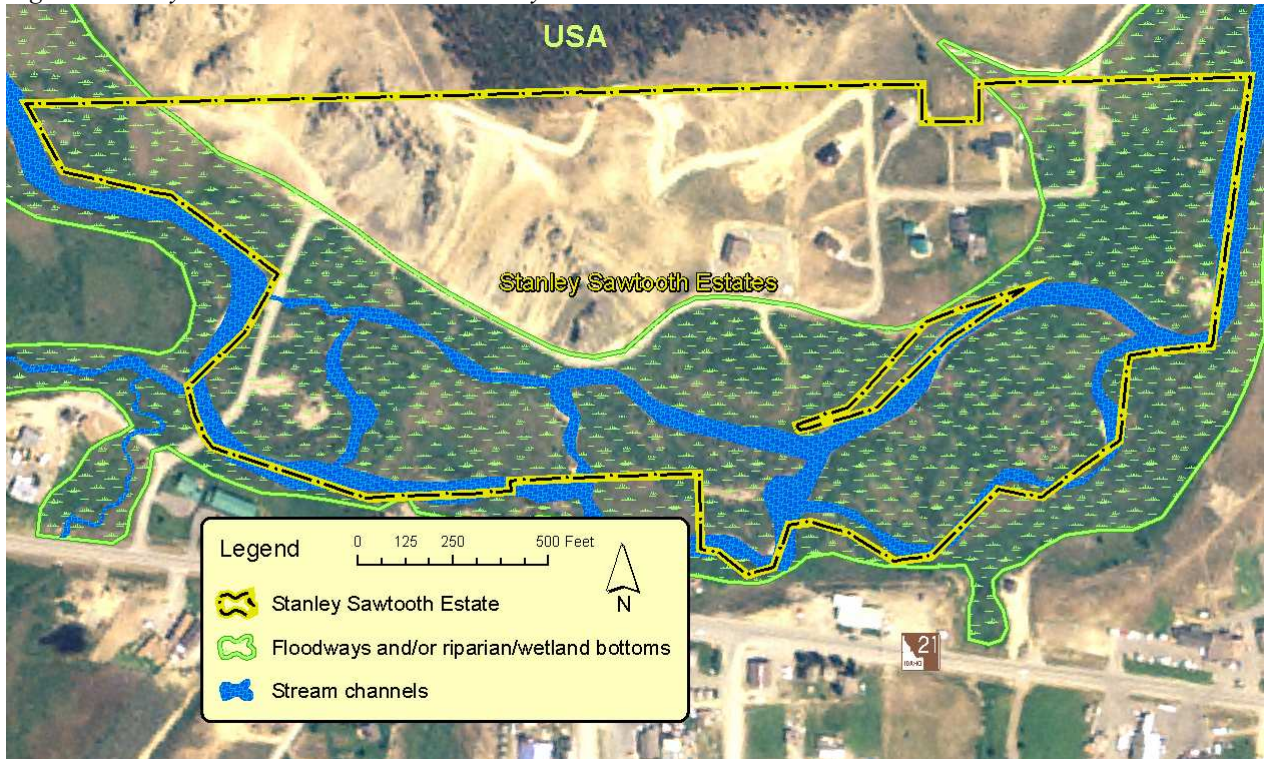 USA
Stanley Sawtooth Estates
Legend
0 125 250 500 Feet
N
Stanley Sawtooth Estate
Floodways and/or riparian/wetland bottoms
Stream channels
21
IDAHO